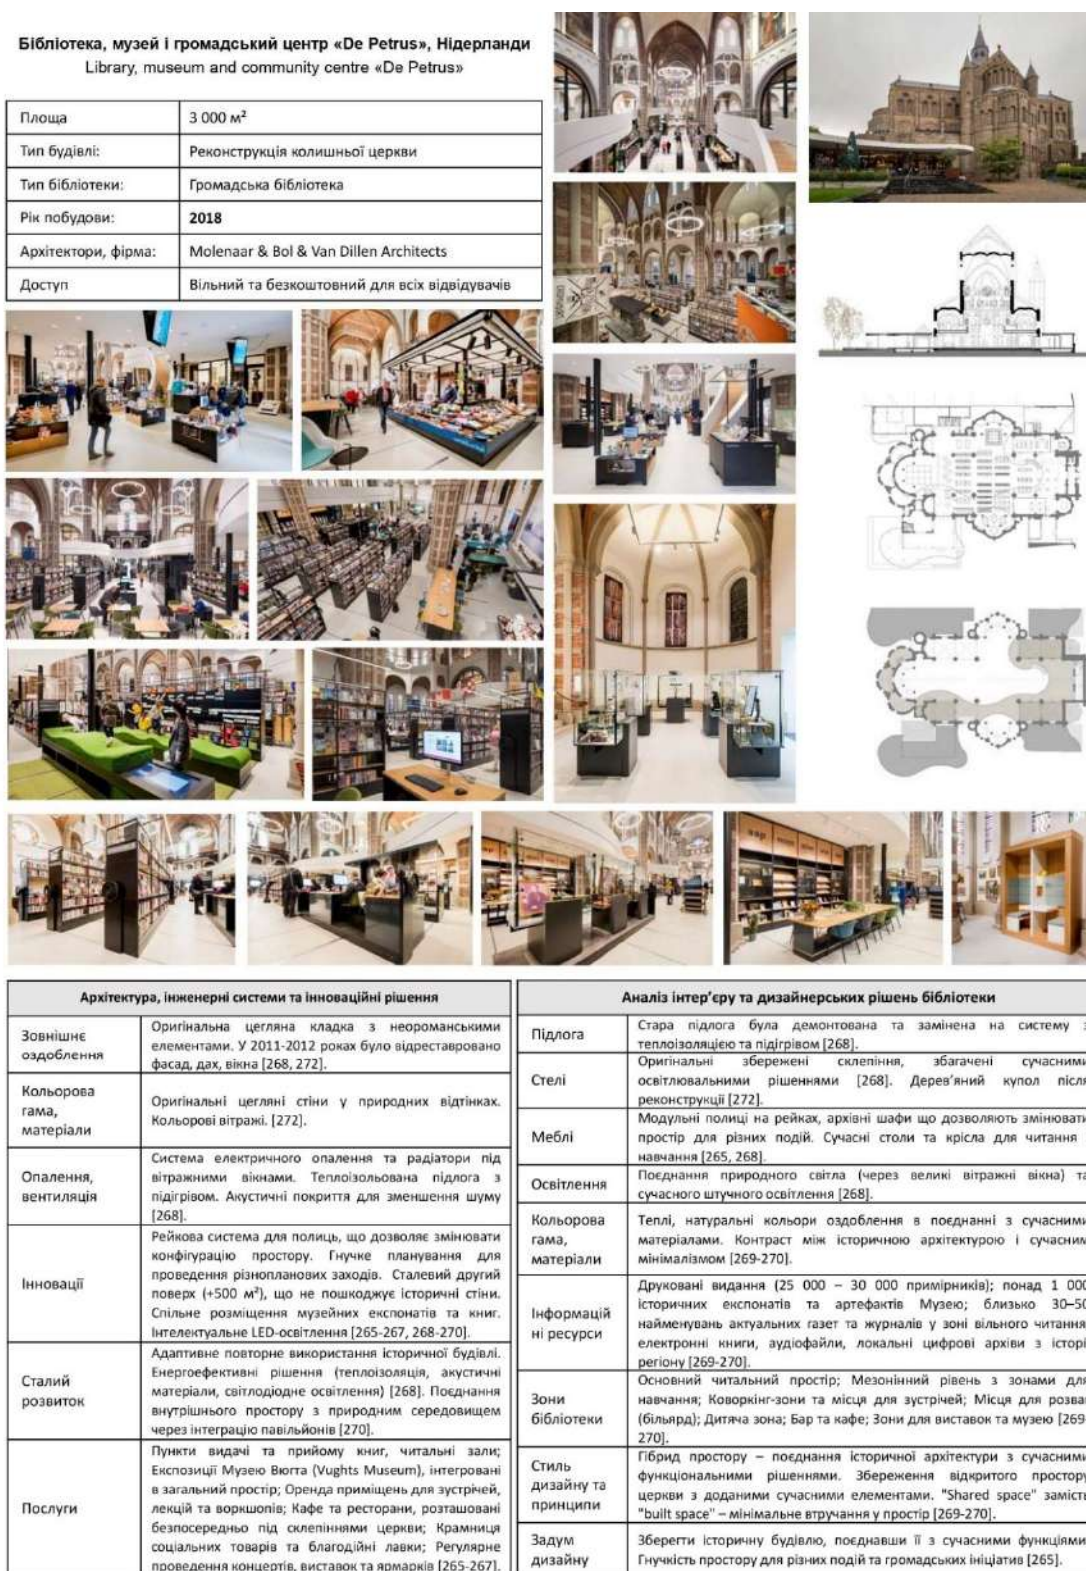 Бібліотека, музей і громадський центр «De Petrus», Нідерланди
Library, museum and community centre «De Petrus»
Площа
3 000 м²
Тип будівлі:
Реконструкція колишньої церкви
Тип бібліотеки:
Громадська бібліотека
Рік побудови:
2018
Архітектори, фірма:
Molenaar & Bol & Van Dillen Architects
Доступ
Вільний та безкоштовний для всіх відвідувачів
Архітектура, інженерні системи та інноваційні рішення
Зовнішнє
оздоблення
Оригінальна цегляна кладка з неороманськими
елементами. У 2011-2012 роках було відреставровано
фасад, дах, вікна [268, 272].
Кольорова
гама,
матеріали
Оригінальні цегляні стіни у природних відтінках.
Кольорові вітражі. [272].
Опалення,
вентиляція
Система електричного опалення та радіатори під
вітражними вікнами. Теплоізольована підлога з
підігрівом. Акустичні покриття для зменшення шуму
[268].
Інновації
Рейкова система для полиць, що дозволяє змінювати
конфігурацію простору. Гнучке планування для
проведення різнопланових заходів. Сталевий другий
поверх (+500 м²), що не пошкоджує історичні стіни.
Спільне розміщення музейних експонатів та книг.
Інтелектуальне LED-освітлення [265-267, 268-270].
Сталий
розвиток
Адаптивне повторне використання історичної будівлі.
Енергоефективні рішення (теплоізоляція, акустичні
матеріали, світлодіодне освітлення) [268]. Поєднання
внутрішнього простору з природним середовищем
через інтеграцію павільйонів [270].
Послуги
Пункти видачі та прийому книг, читальні зали;
Експозиції Музею Вюгта (Vughts Museum), інтегровані
в загальний простір; Оренда приміщень для зустрічей,
лекцій та воркшопів; Кафе та ресторани, розташовані
безпосередньо під склепіннями церкви; Крамниця
соціальних товарів та благодійні лавки; Регулярне
проведення концертів, виставок та ярмарків [265-267].
Аналіз інтер’єру та дизайнерських рішень бібліотеки
Підлога
Стара підлога була демонтована та замінена на систему з
теплоізоляцією та підігрівом [268].
Стелі
Оригінальні збережені склепіння, збагачені сучасними
освітлювальними рішеннями [268]. Дерев’яний купол після
реконструкції [272].
Меблі
Модульні полиці на рейках, архівні шафи що дозволяють змінювати
простір для різних подій. Сучасні столи та крісла для читання
навчання [265, 268].
Освітлення
Поєднання природного світла (через великі вітражні вікна) та
сучасного штучного освітлення [268].
Кольорова
гама,
матеріали
Теплі, натуральні кольори оздоблення в поєднанні з сучасними
матеріалами. Контраст між історичною архітектурою і сучасним
мінімалізмом [269-270].
Інформацій
ні ресурси
Друковані видання (25 000 – 30 000 примірників); понад 1 000
історичних експонатів та артефактів Музею; близько 30–50
найменувань актуальних газет та журналів у зоні вільного читання
електронні книги, аудіофайли, локальні цифрові архіви з історі
регіону [269-270].
Зони
бібліотеки
Основний читальний простір; Мезонінний рівень з зонами для
навчання; Коворкінг-зони та місця для зустрічей; Місця для розваг
(більярд); Дитяча зона; Бар та кафе; Зони для виставок та музею [269-
270].
Стиль
дизайну та
принципи
Гібрид простору – поєднання історичної архітектури з сучасними
функціональними рішеннями. Збереження відкритого простору
церкви з доданими сучасними елементами. "Shared space" замість
"built space" – мінімальне втручання у простір [269-270].
Задум
дизайну
Зберегти історичну будівлю, поєднавши її з сучасними функціями
Гнучкість простору для різних подій та громадських ініціатив [265].